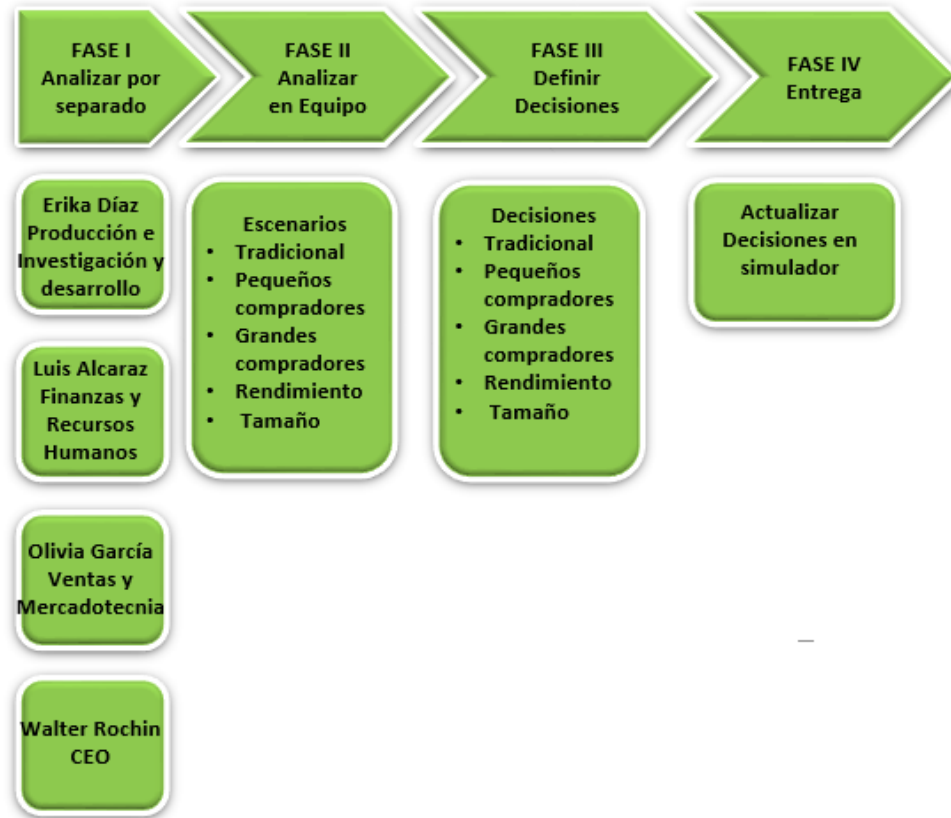 FASE I
Analizar por
separado
FASE II
Analizar
en Equipo
FASE III
Definir
Decisiones
FASE IV
Entrega
Erika Díaz
Producción e
Investigación y
desarrollo
Luis Alcaraz
Finanzas y
Recursos
Humanos
Olivia García
Ventas y
Mercadotecnia
Walter Rochin
CEO
Escenarios
• Tradicional
• Pequeños
compradores
• Grandes
compradores
• Rendimiento
• Tamaño
Decisiones
• Tradicional
• Pequeños
compradores
• Grandes
compradores
• Rendimiento
• Tamaño
Actualizar
Decisiones en
simulador